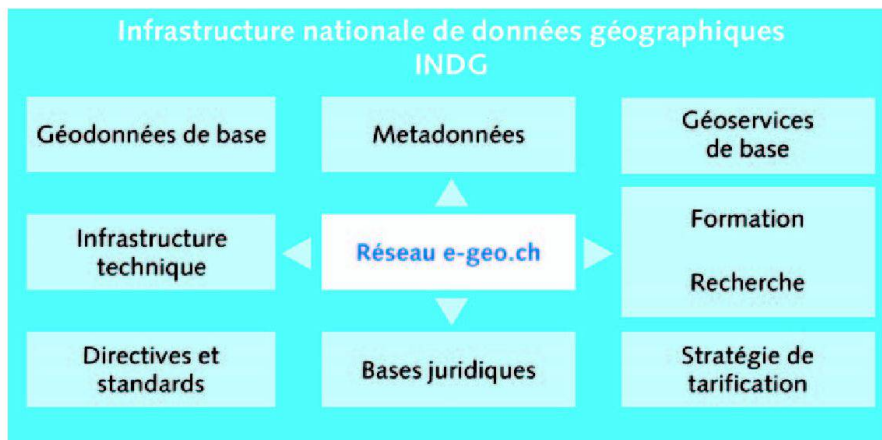 Infrastructure nationale de données géographiques
INDG
Géodonnées de base
Metadonnées
Géoservices
de base
Infrastructure
technique
Réseau e-geo.ch
Formation
Recherche
Directives et
standards
Bases juridiques
Stratégie de
tarification